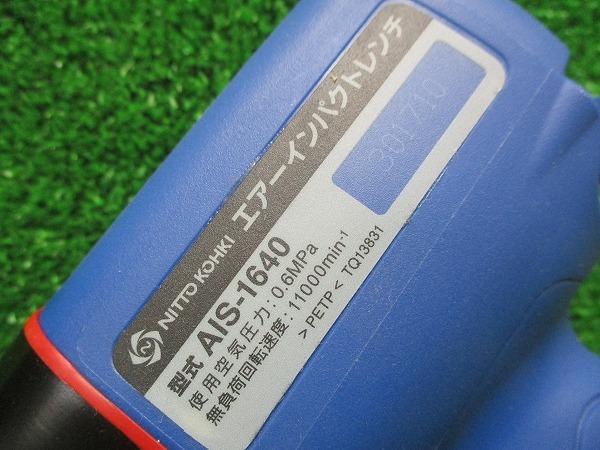 NITTO KOHKI エアーインパクトレンチ
型式 AIS-1640
使用空気圧力:0.6MPa
無負荷回転速度:11000min-1
>PETP< TQ13831
301710